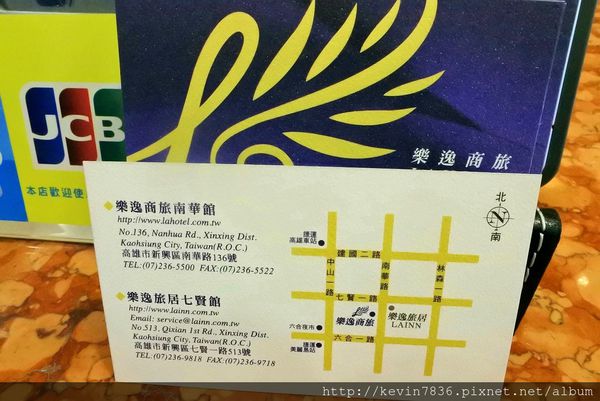 JCB
本店歡迎使
樂逸商旅
樂逸商旅南華館
http://www.lahotel.com.tw
No.136, Nanhua Rd., Xinxing Dist.
Kaohsiung City, Taiwan(R.O.C.)
高雄市新興區南華路136號
TEL:(07)236-5500 FAX:(07)236-5522
樂逸旅居七賢館
http://www.lainn.com.tw
Email: service@lainn.com.tw
No.513, Qixian 1st Rd., Xinxing Dist.
Kaohsiung City, Taiwan(R.O.C.)
高雄市新興區七賢一路513號
TEL:(07)236-9818 FAX:(07)236-9718
北
N
南
捷運
高雄車站
建國二路
中山一路
南華路
林森一路
七賢一路
樂逸商旅
樂逸旅居
LAINN
六合夜市
六合一路
捷運
美麗島站
http://kevin7836.pixnet.net/album